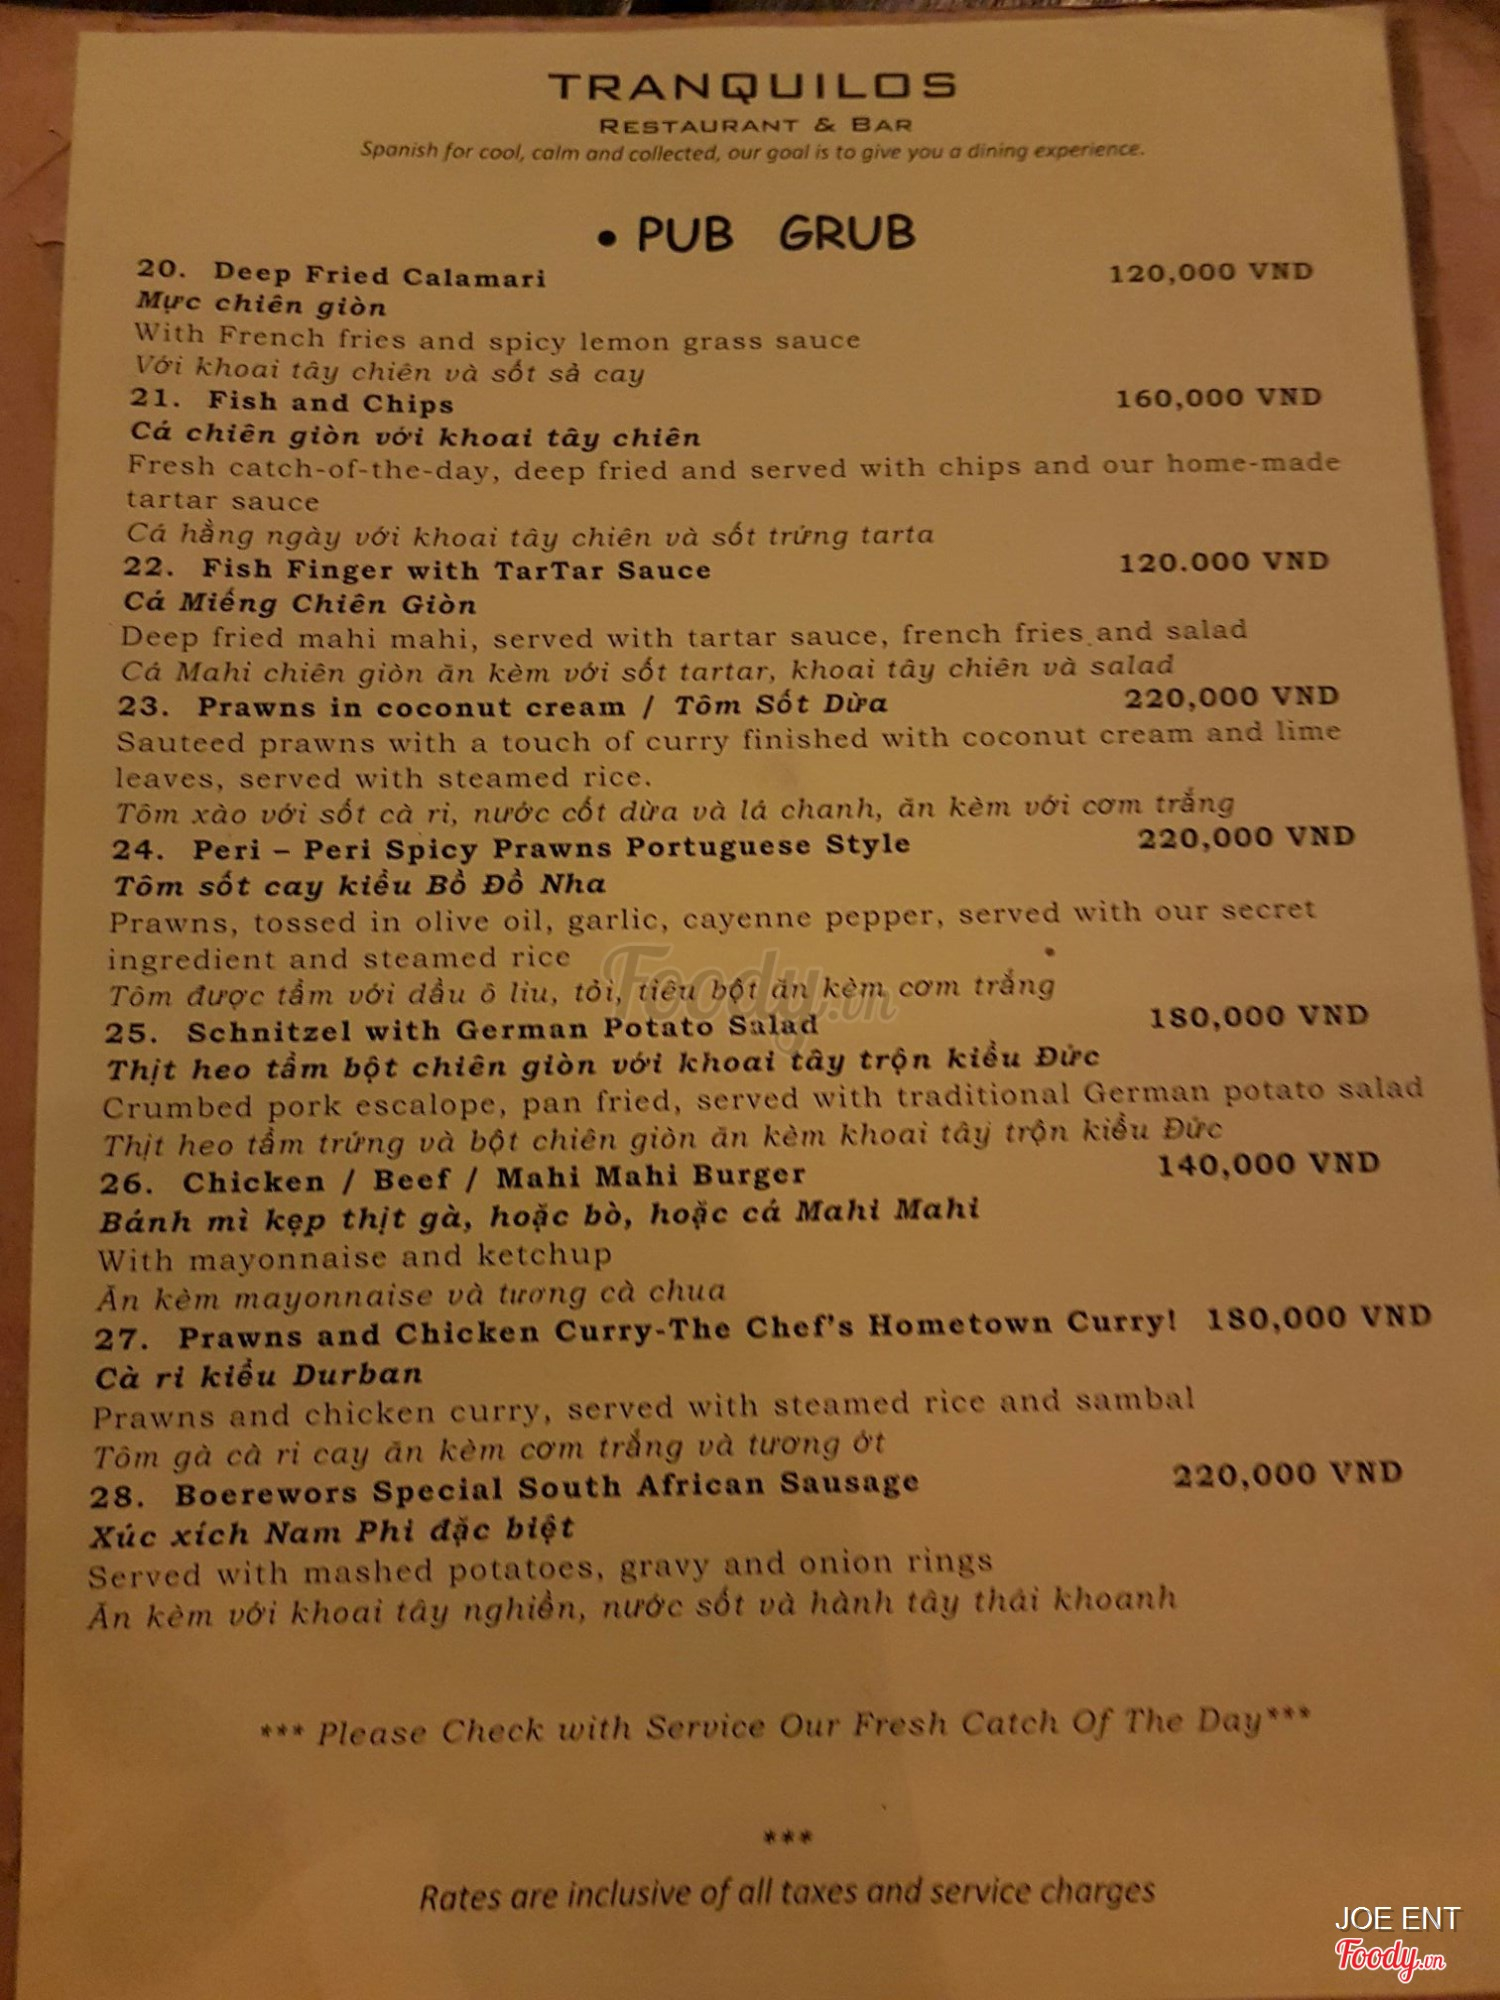 TRANQUILOS
RESTAURANT & BAR
Spanish for cool, calm and collected, our goal is to give you a dining experience.
• PUB GRUB
20. Deep Fried Calamari 120,000 VND
Mực chiên giòn
With French fries and spicy lemon grass sauce
Với khoai tây chiên và sốt sả cay
21. Fish and Chips 160,000 VND
Cá chiên giòn với khoai tây chiên
Fresh catch-of-the-day, deep fried and served with chips and our home-made
tartar sauce
Cá hằng ngày với khoai tây chiên và sốt trứng tarta
22. Fish Finger with TarTar Sauce 120.000 VND
Cá Miếng Chiên Giòn
Deep fried mahi mahi, served with tartar sauce, french fries and salad
Cá Mahi chiên giòn ăn kèm với sốt tartar, khoai tây chiên và salad
23. Prawns in coconut cream / Tôm Sốt Dừa 220,000 VND
Sauteed prawns with a touch of curry finished with coconut cream and lime
leaves, served with steamed rice.
Tôm xào với sốt cà ri, nước cốt dừa và lá chanh, ăn kèm với cơm trắng
24. Peri – Peri Spicy Prawns Portuguese Style 220,000 VND
Tôm sốt cay kiểu Bồ Đồ Nha
Prawns, tossed in olive oil, garlic, cayenne pepper, served with our secret
ingredient and steamed rice
Tôm được tẩm với dầu ô liu, tỏi, tiêu bột ăn kèm cơm trắng
Foody.vn
25. Schnitzel with German Potato Salad 180,000 VND
Thịt heo tẩm bột chiên giòn với khoai tây trộn kiểu Đức
Crumbed pork escalope, pan fried, served with traditional German potato salad
Thịt heo tẩm trứng và bột chiên giòn ăn kèm khoai tây trộn kiểu Đức
26. Chicken / Beef / Mahi Mahi Burger 140,000 VND
Bánh mì kẹp thịt gà, hoặc bò, hoặc cá Mahi Mahi
With mayonnaise and ketchup
Ăn kèm mayonnaise và tương cà chua
27. Prawns and Chicken Curry-The Chef's Hometown Curry! 180,000 VND
Cà ri kiểu Durban
Prawns and chicken curry, served with steamed rice and sambal
Tôm gà cà ri cay ăn kèm cơm trắng và tương ớt
28. Boerewors Special South African Sausage 220,000 VND
Xúc xích Nam Phi đặc biệt
Served with mashed potatoes, gravy and onion rings
Ăn kèm với khoai tây nghiền, nước sốt và hành tây thái khoanh
*** Please Check with Service Our Fresh Catch Of The Day***
***
Rates are inclusive of all taxes and service charges
JOE ENT
Foody.vn